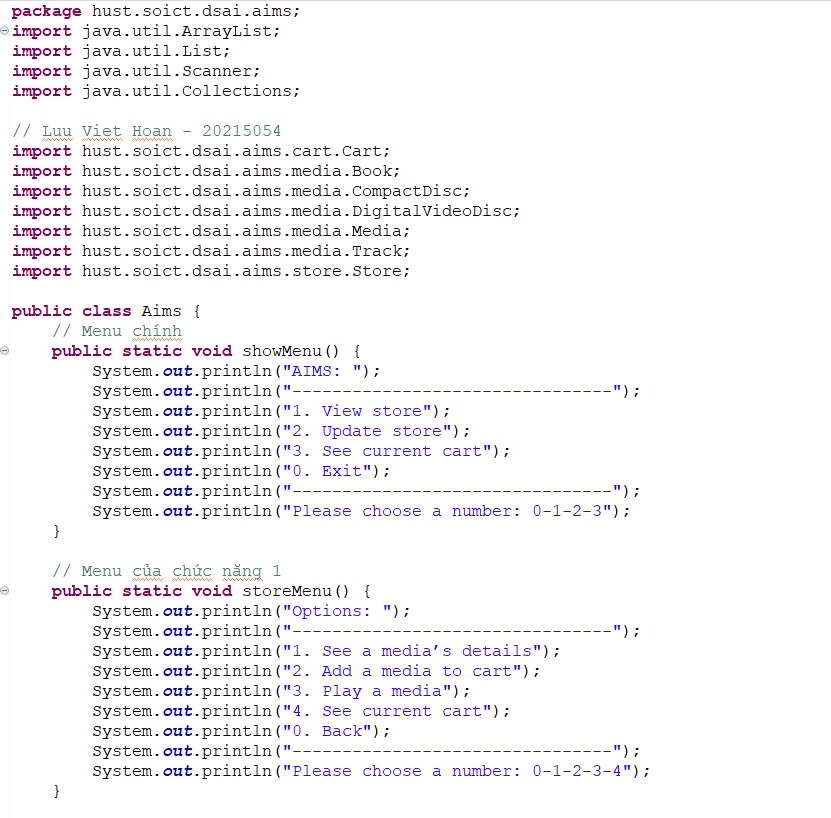 package hust.soict.dsai.aims;
import java.util.ArrayList;
import java.util.List;
import java.util.Scanner;
import java.util.Collections;
// Luu Viet Hoan - 20215054
import hust.soict.dsai.aims.cart.Cart;
import hust.soict.dsai.aims.media.Book;
import hust.soict.dsai.aims.media.CompactDisc;
import hust.soict.dsai.aims.media.DigitalVideoDisc;
import hust.soict.dsai.aims.media.Media;
import hust.soict.dsai.aims.media.Track;
import hust.soict.dsai.aims.store.Store;
public class Aims {
    // Menu chính
    public static void showMenu() {
        System.out.println("AIMS: ");
        System.out.println("--------------------------------");
        System.out.println("1. View store");
        System.out.println("2. Update store");
        System.out.println("3. See current cart");
        System.out.println("0. Exit");
        System.out.println("--------------------------------");
        System.out.println("Please choose a number: 0-1-2-3");
    }
    // Menu của chức năng 1
    public static void storeMenu() {
        System.out.println("Options: ");
        System.out.println("--------------------------------");
        System.out.println("1. See a media’s details");
        System.out.println("2. Add a media to cart");
        System.out.println("3. Play a media");
        System.out.println("4. See current cart");
        System.out.println("0. Back");
        System.out.println("--------------------------------");
        System.out.println("Please choose a number: 0-1-2-3-4");
    }